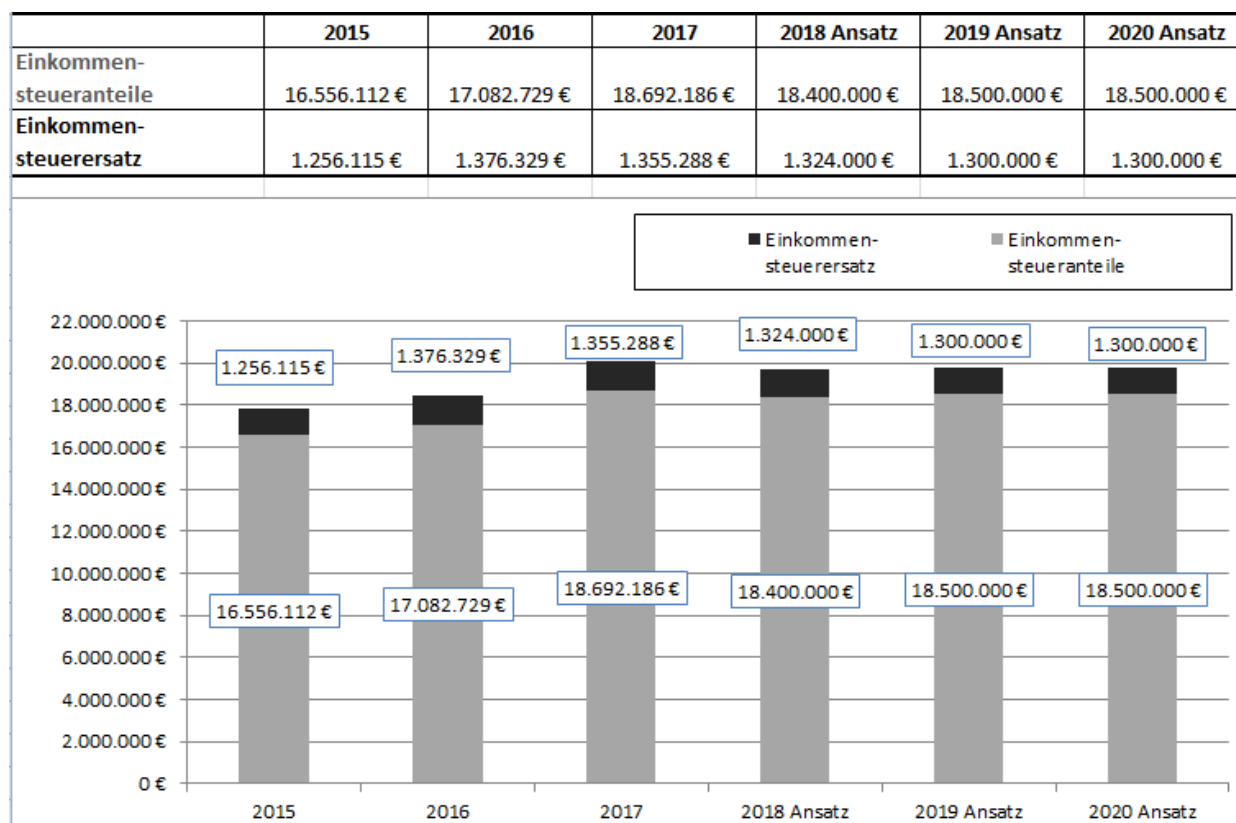 2015 2016 2017 2018 Ansatz 2019 Ansatz 2020 Ansatz
Einkommen-
steueranteile 16.556.112 € 17.082.729 € 18.692.186 € 18.400.000 € 18.500.000 € 18.500.000 €
Einkommen-
steuerersatz 1.256.115 € 1.376.329 € 1.355.288 € 1.324.000 € 1.300.000 € 1.300.000 €
Einkommen- Einkommen-
steuerersatz steueranteile
22.000.000 €
1.256.115 € 1.376.329 € 1.355.288 € 1.324.000 € 1.300.000 € 1.300.000 €
20.000.000 €
18.000.000 €
16.000.000 €
14.000.000 €
12.000.000 €
10.000.000 €
16.556.112 € 17.082.729 € 18.692.186 € 18.400.000 € 18.500.000 € 18.500.000 €
8.000.000 €
6.000.000 €
4.000.000 €
2.000.000 €
0 €
2015 2016 2017 2018 Ansatz 2019 Ansatz 2020 Ansatz